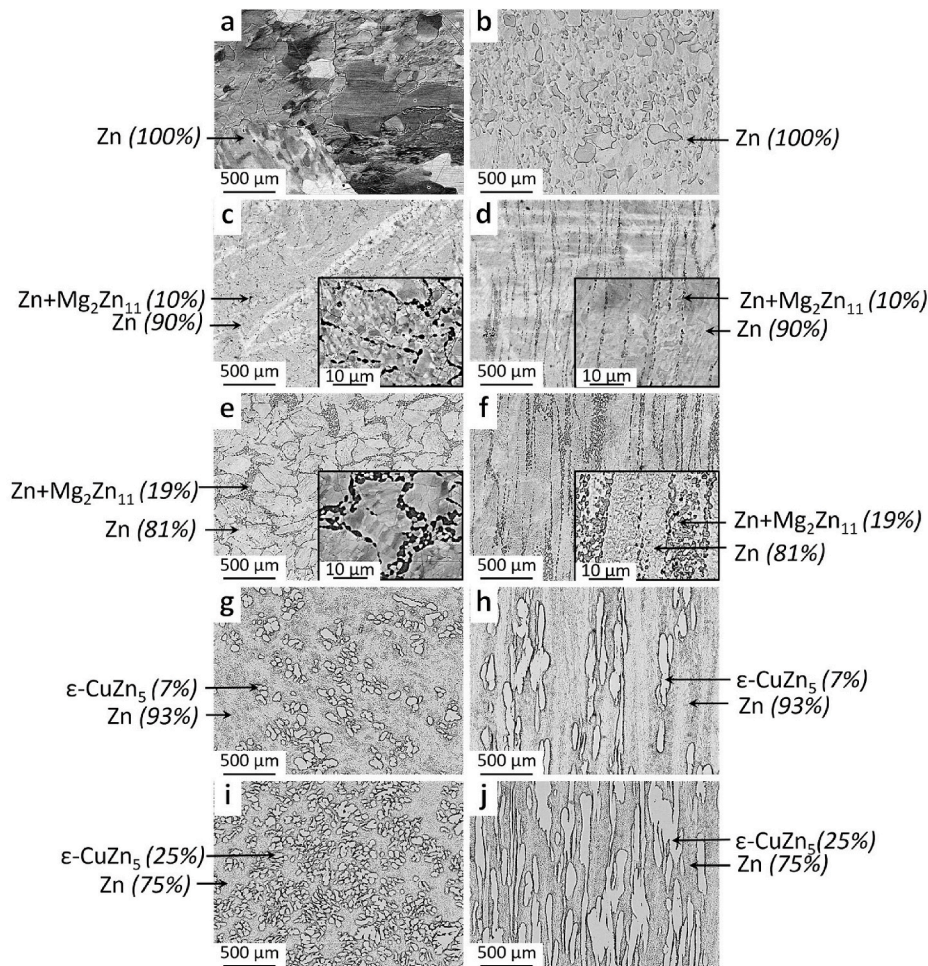 a
b
Zn (100%)
Zn (100%)
500 µm
500 µm
c
d
Zn+Mg₂Zn₁₁ (10%)
Zn (90%)
Zn+Mg₂Zn₁₁ (10%)
Zn (90%)
500 µm
10 µm
500 µm
10 µm
e
f
Zn+Mg₂Zn₁₁ (19%)
Zn (81%)
Zn+Mg₂Zn₁₁ (19%)
Zn (81%)
500 µm
10 µm
500 µm
10 µm
g
h
ε-CuZn₅ (7%)
Zn (93%)
ε-CuZn₅ (7%)
Zn (93%)
500 µm
500 µm
i
j
ε-CuZn₅ (25%)
Zn (75%)
ε-CuZn₅ (25%)
Zn (75%)
500 µm
500 µm